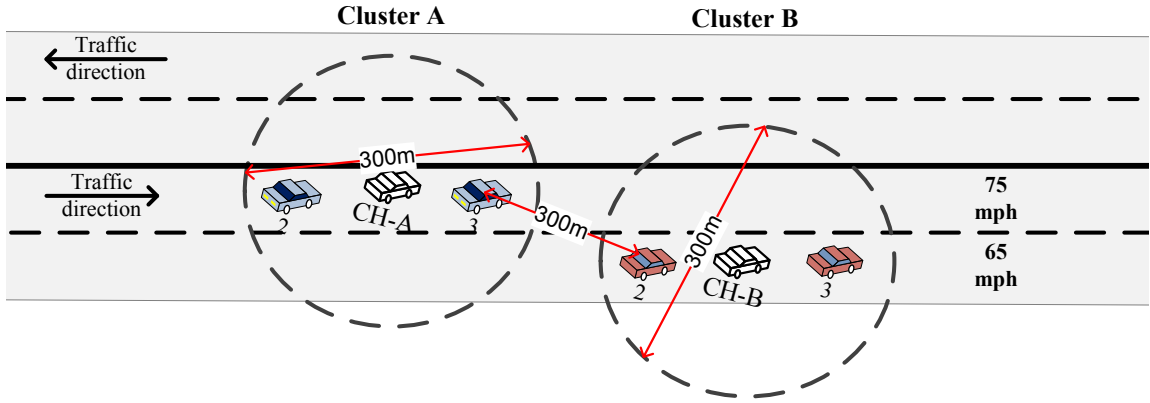 Cluster A
Cluster B
Traffic
direction
300m
Traffic
direction
2
CH-A
3
300m
300m
75
mph
2
CH-B
3
65
mph